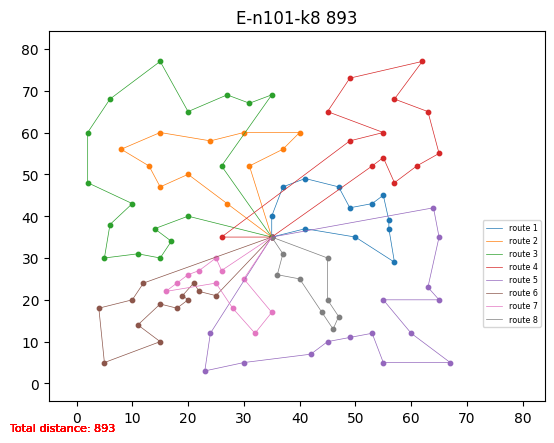 E-n101-k8 893
80
70
60
50
40
30
20
10
0
route 1
route 2
route 3
route 4
route 5
route 6
route 7
route 8
0 10 20 30 40 50 60 70 80
Total distance: 893